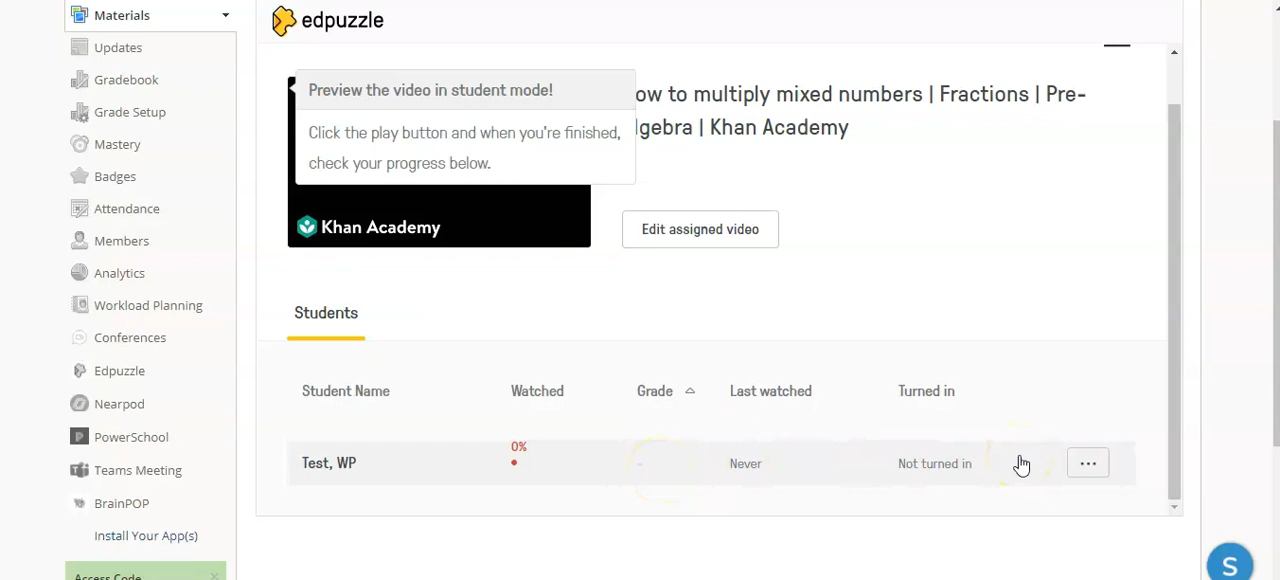 Materials
Updates
Gradebook
Grade Setup
Mastery
Badges
Attendance
Members
Analytics
Workload Planning
Conferences
Edpuzzle
Nearpod
PowerSchool
Teams Meeting
BrainPOP
Install Your App(s)
Access Code
edpuzzle
Preview the video in student mode!
Click the play button and when you're finished,
check your progress below.
ow to multiply mixed numbers | Fractions | Pre-
lgebra | Khan Academy
Khan Academy
Edit assigned video
Students
Student Name Watched Grade Last watched Turned in
0%
Test, WP - Never Not turned in
S